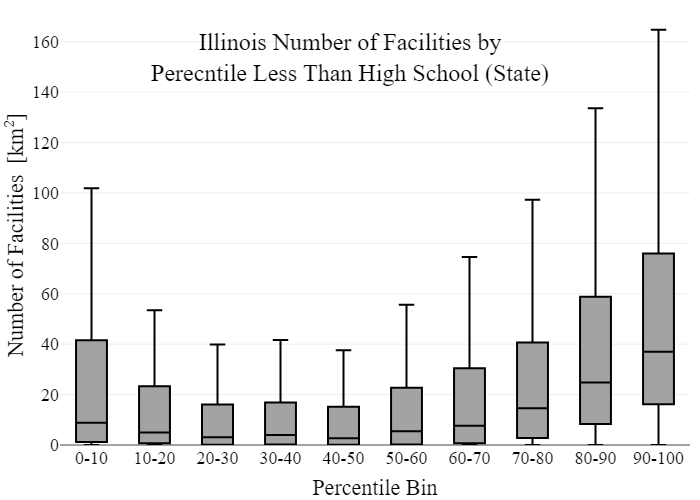 Illinois Number of Facilities by
Perecntile Less Than High School (State)
Number of Facilities [km²]
160
140
120
100
80
60
40
20
0
0-10 10-20 20-30 30-40 40-50 50-60 60-70 70-80 80-90 90-100
Percentile Bin